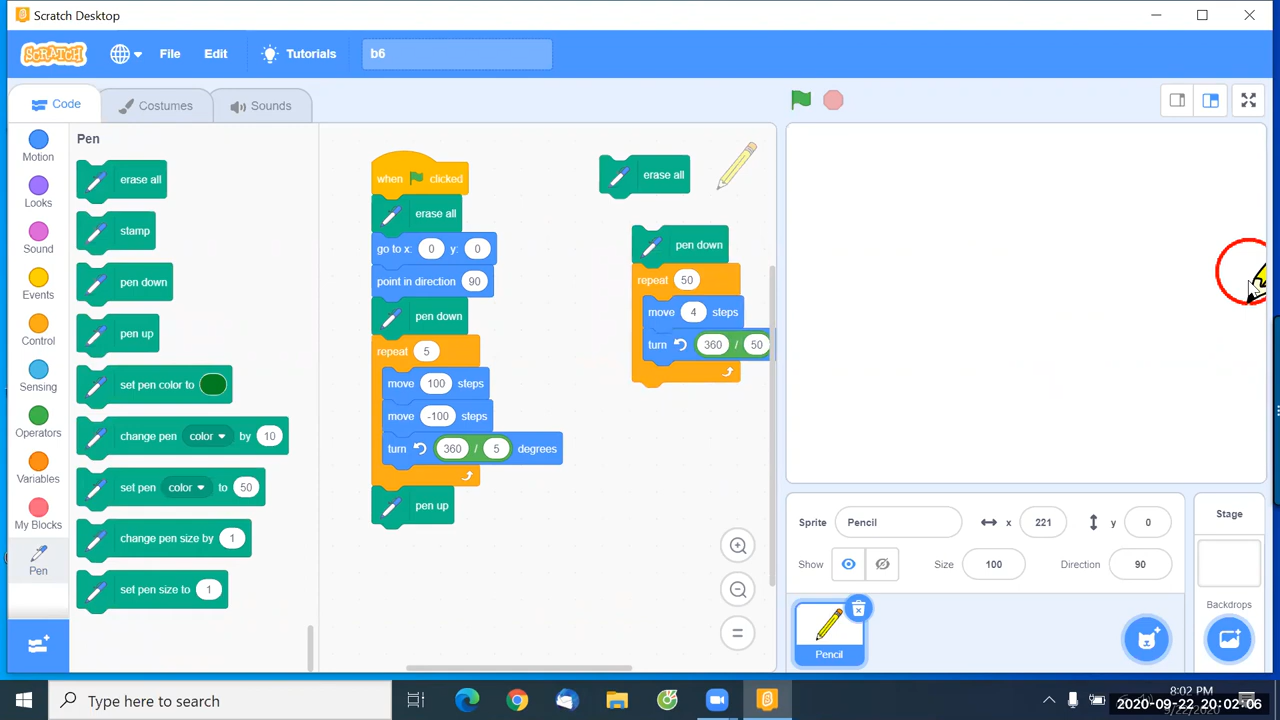 Scratch Desktop
SCRATCH
File
Edit
Tutorials
b6
Code
Costumes
Sounds
Motion
Looks
Sound
Events
Control
Sensing
Operators
Variables
My Blocks
Pen
Pen
erase all
stamp
pen down
pen up
set pen color to
change pen color by 10
set pen color to 50
change pen size by 1
set pen size to 1
when clicked
erase all
go to x: 0 y: 0
point in direction 90
pen down
repeat 5
move 100 steps
move -100 steps
turn 360 / 5 degrees
pen up
erase all
pen down
repeat 50
move 4 steps
turn 360 / 50
Sprite Pencil x 221 y 0
Show Size 100 Direction 90
Pencil
Stage
Backdrops
Type here to search
8:02 PM
9/22/2020
2020-09-22 20:02:06